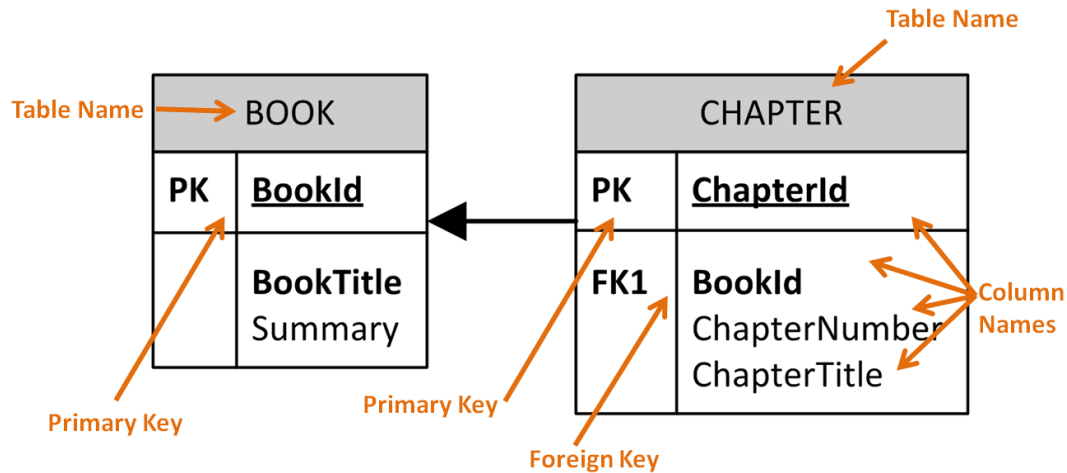 Table Name
Table Name
BOOK
CHAPTER
PK
BookId
PK
ChapterId
BookTitle
Summary
FK1
BookId
ChapterNumber
ChapterTitle
Column
Names
Primary Key
Primary Key
Foreign Key